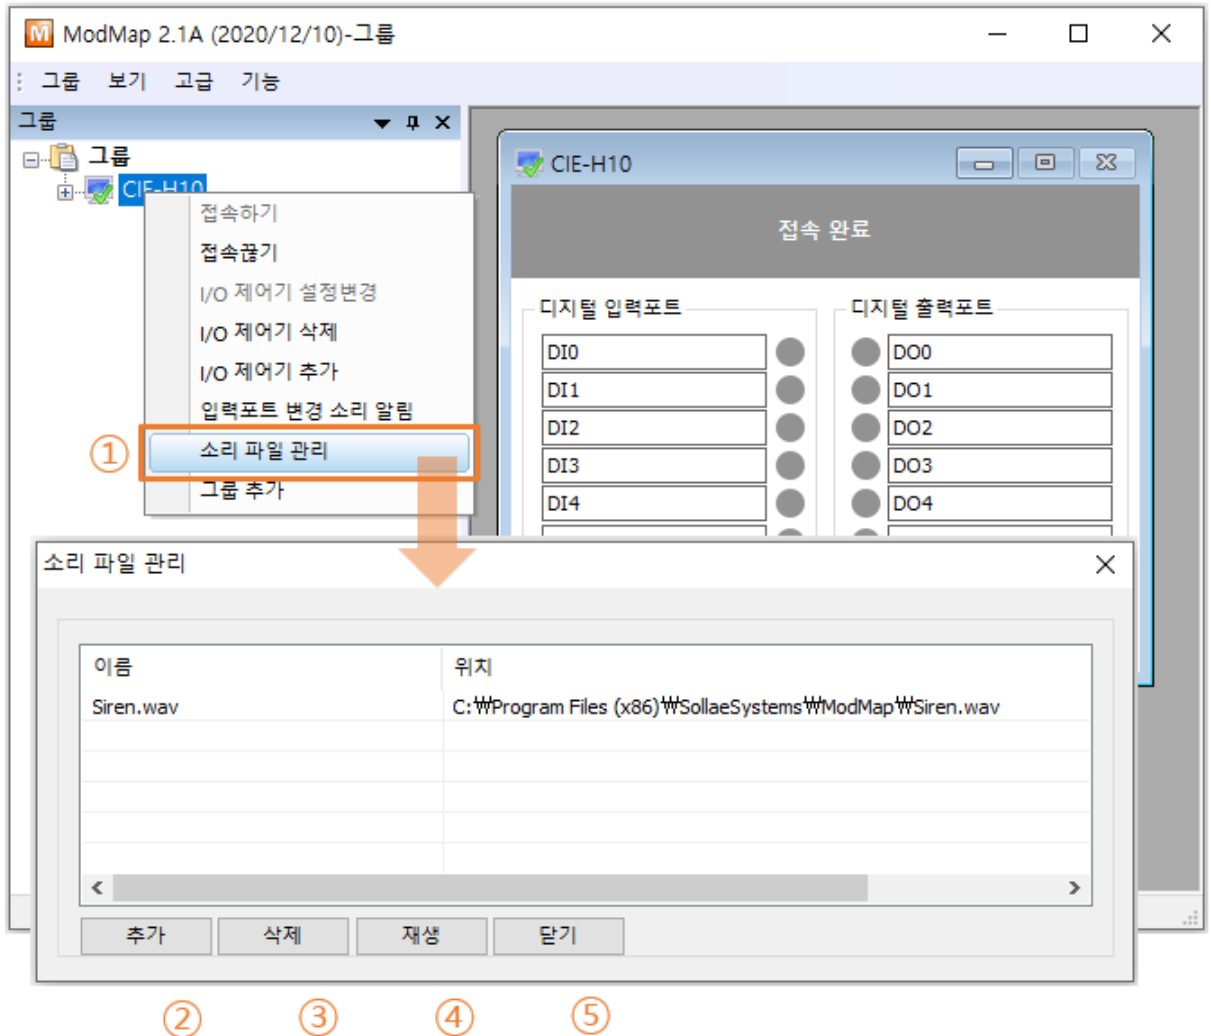 ModMap 2.1A (2020/12/10)-그룹
그룹 보기 고급 기능
그룹
그룹
CIE-H10
접속하기
접속끊기
I/O 제어기 설정변경
I/O 제어기 삭제
I/O 제어기 추가
입력포트 변경 소리 알림
① 소리 파일 관리
그룹 추가
CIE-H10
접속 완료
디지털 입력포트 디지털 출력포트
DI0 DO0
DI1 DO1
DI2 DO2
DI3 DO3
DI4 DO4
소리 파일 관리
이름 위치
Siren.wav C:₩Program Files (x86)₩SollaeSystems₩ModMap₩Siren.wav
추가 삭제 재생 닫기
② ③ ④ ⑤